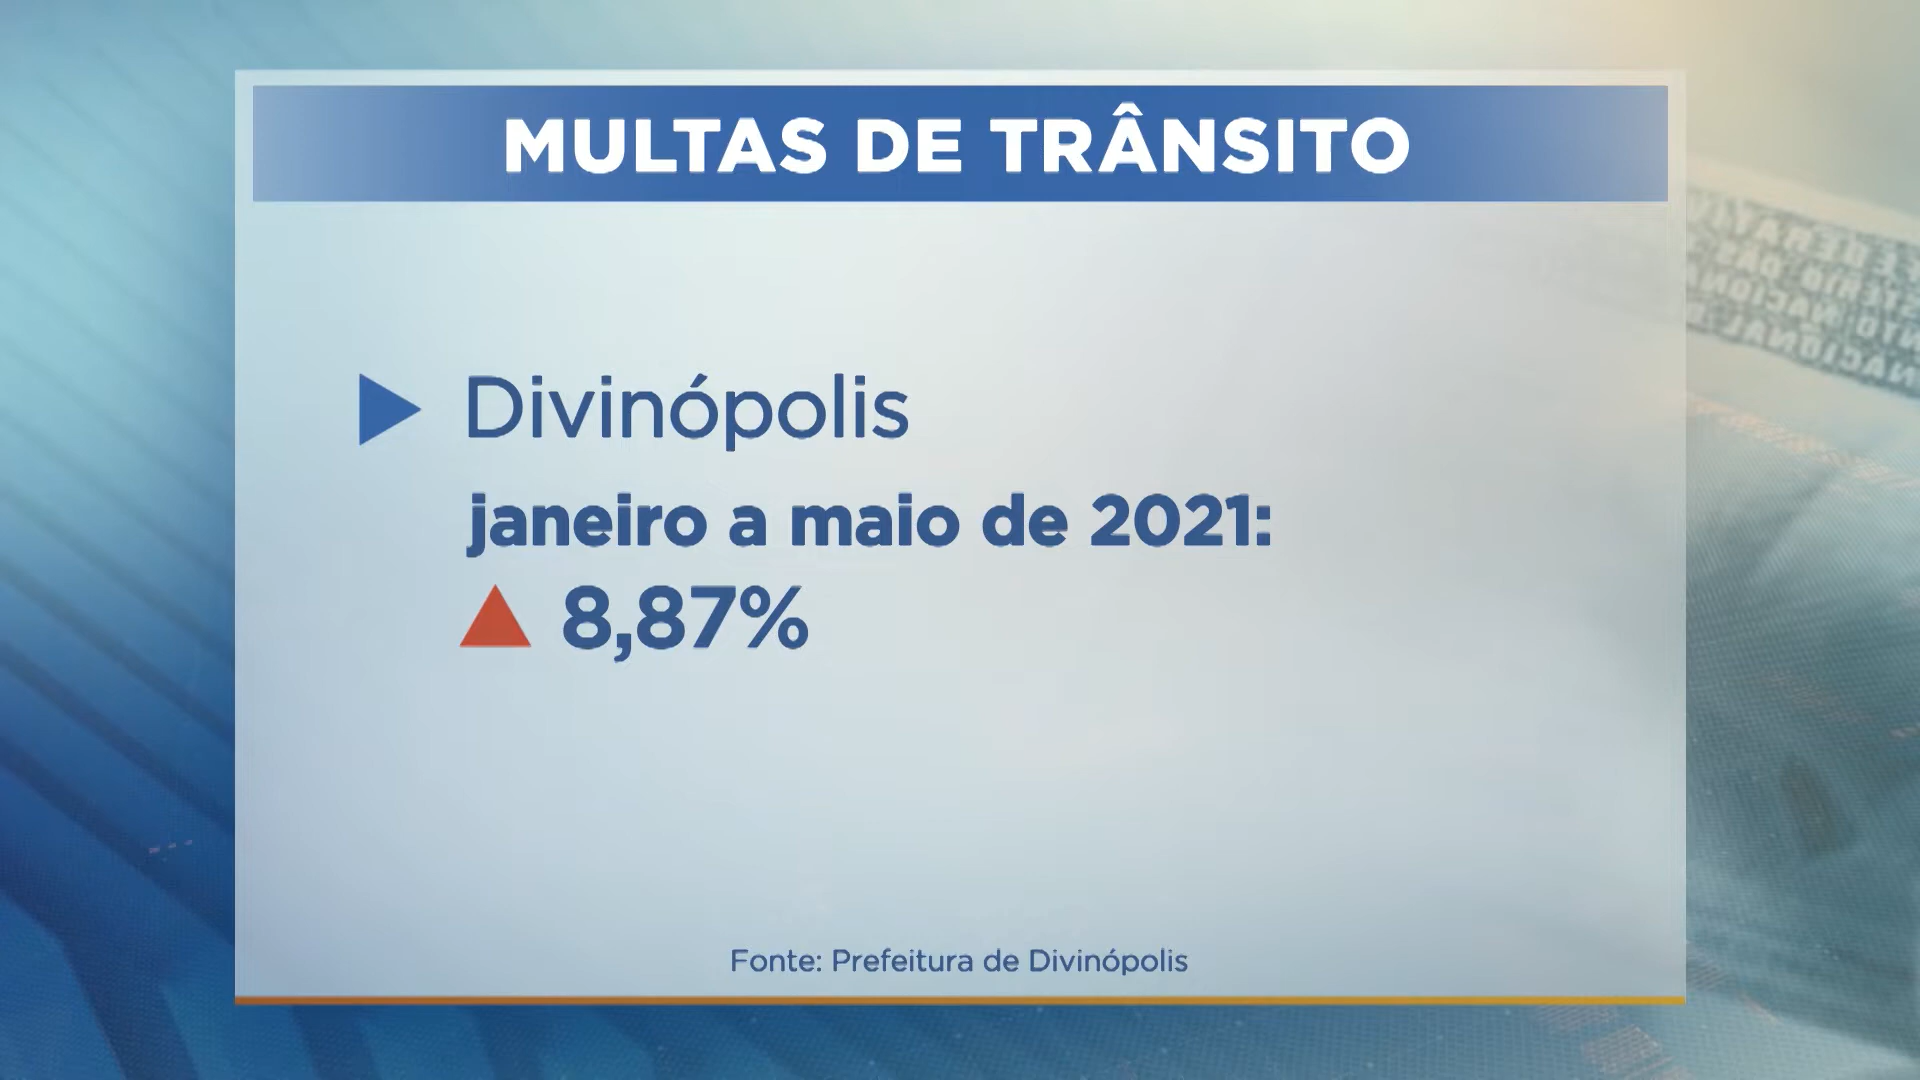 MULTAS DE TRÂNSITO
Divinópolis
janeiro a maio de 2021:
8,87%
Fonte: Prefeitura de Divinópolis